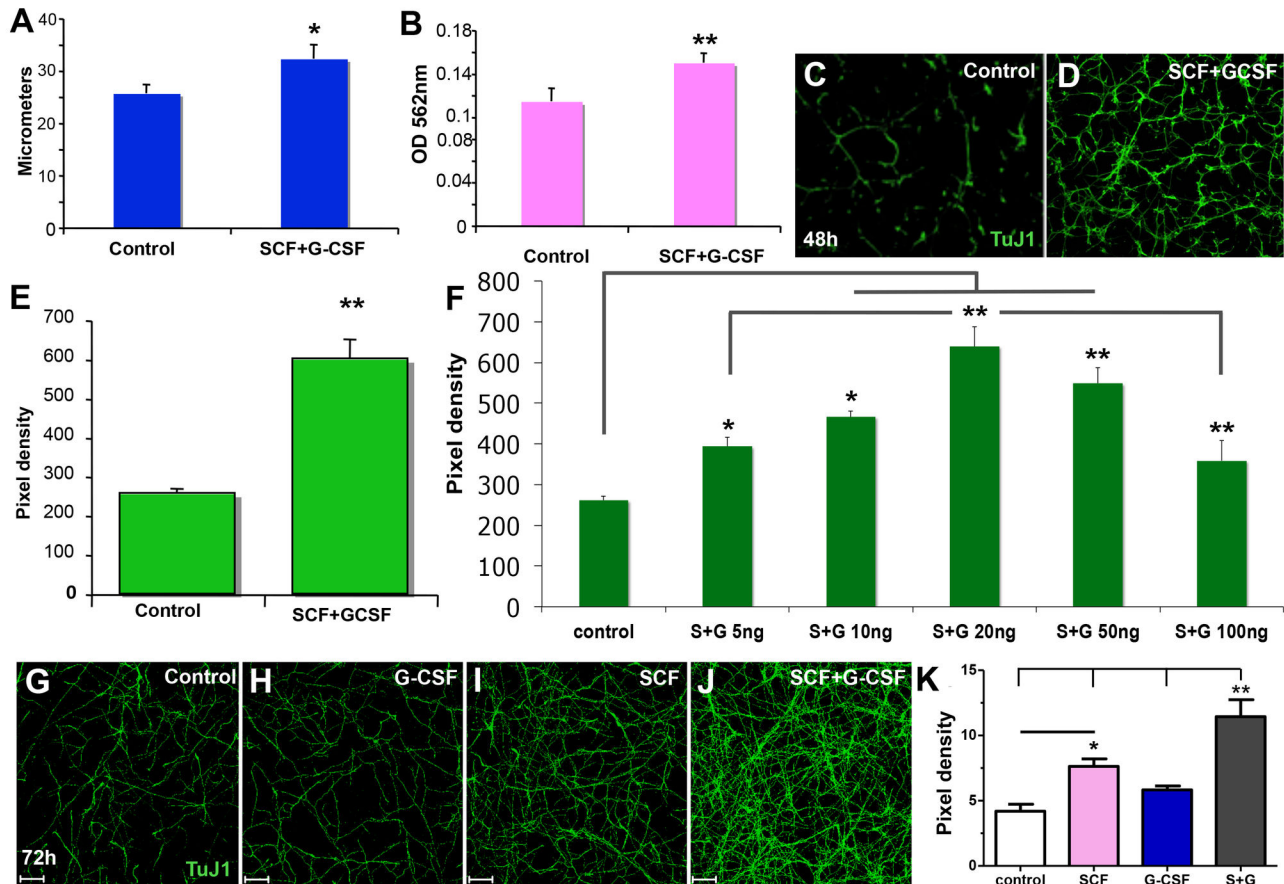 A
Micrometers
40
30
20
10
0
*
Control
SCF+G-CSF
B
OD 562nm
0.18
0.14
0.1
0.08
0.04
0
**
Control
SCF+G-CSF
C
Control
48h
TuJ1
D
SCF+GCSF
E
Pixel density
700
600
500
400
300
200
100
0
**
Control
SCF+GCSF
F
Pixel density
800
700
600
500
400
300
200
100
0
*
*
**
**
**
control
S+G 5ng
S+G 10ng
S+G 20ng
S+G 50ng
S+G 100ng
G
Control
72h
TuJ1
H
G-CSF
I
SCF
J
SCF+G-CSF
K
Pixel density
15
10
5
0
*
**
control
SCF
G-CSF
S+G